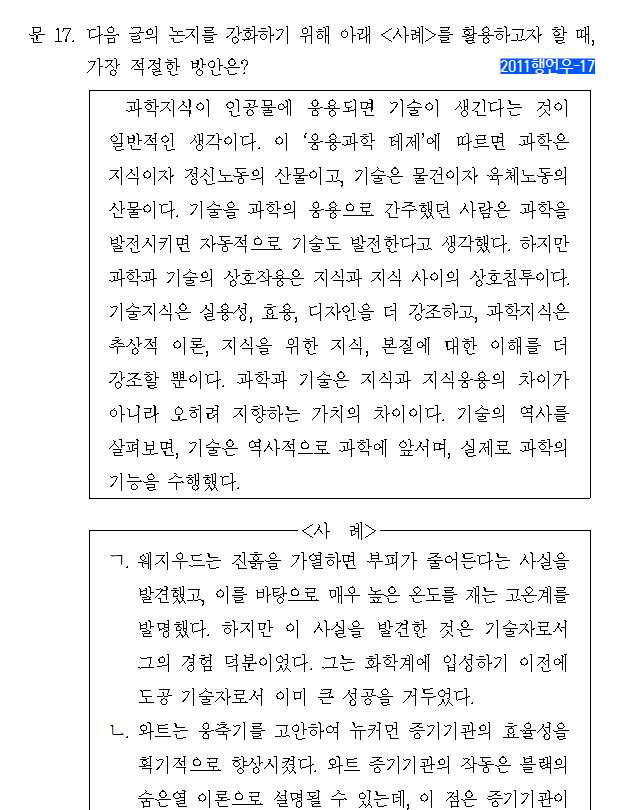 문 17. 다음 글의 논지를 강화하기 위해 아래 <사례>를 활용하고자 할 때,
가장 적절한 방안은? 2011행언우-17
과학지식이 인공물에 응용되면 기술이 생긴다는 것이
일반적인 생각이다. 이 ‘응용과학 테제’에 따르면 과학은
지식이자 정신노동의 산물이고, 기술은 물건이자 육체노동의
산물이다. 기술을 과학의 응용으로 간주했던 사람은 과학을
발전시키면 자동적으로 기술도 발전한다고 생각했다. 하지만
과학과 기술의 상호작용은 지식과 지식 사이의 상호침투이다.
기술지식은 실용성, 효용, 디자인을 더 강조하고, 과학지식은
추상적 이론, 지식을 위한 지식, 본질에 대한 이해를 더
강조할 뿐이다. 과학과 기술은 지식과 지식응용의 차이가
아니라 오히려 지향하는 가치의 차이이다. 기술의 역사를
살펴보면, 기술은 역사적으로 과학에 앞서며, 실제로 과학의
기능을 수행했다.
<사 례>
ㄱ. 웨지우드는 진흙을 가열하면 부피가 줄어든다는 사실을
발견했고, 이를 바탕으로 매우 높은 온도를 재는 고온계를
발명했다. 하지만 이 사실을 발견한 것은 기술자로서
그의 경험 덕분이었다. 그는 화학계에 입성하기 이전에
도공 기술자로서 이미 큰 성공을 거두었다.
ㄴ. 와트는 응축기를 고안하여 뉴커먼 증기기관의 효율성을
획기적으로 향상시켰다. 와트 증기기관의 작동은 블랙의
숨은열 이론으로 설명될 수 있는데, 이 점은 증기기관이